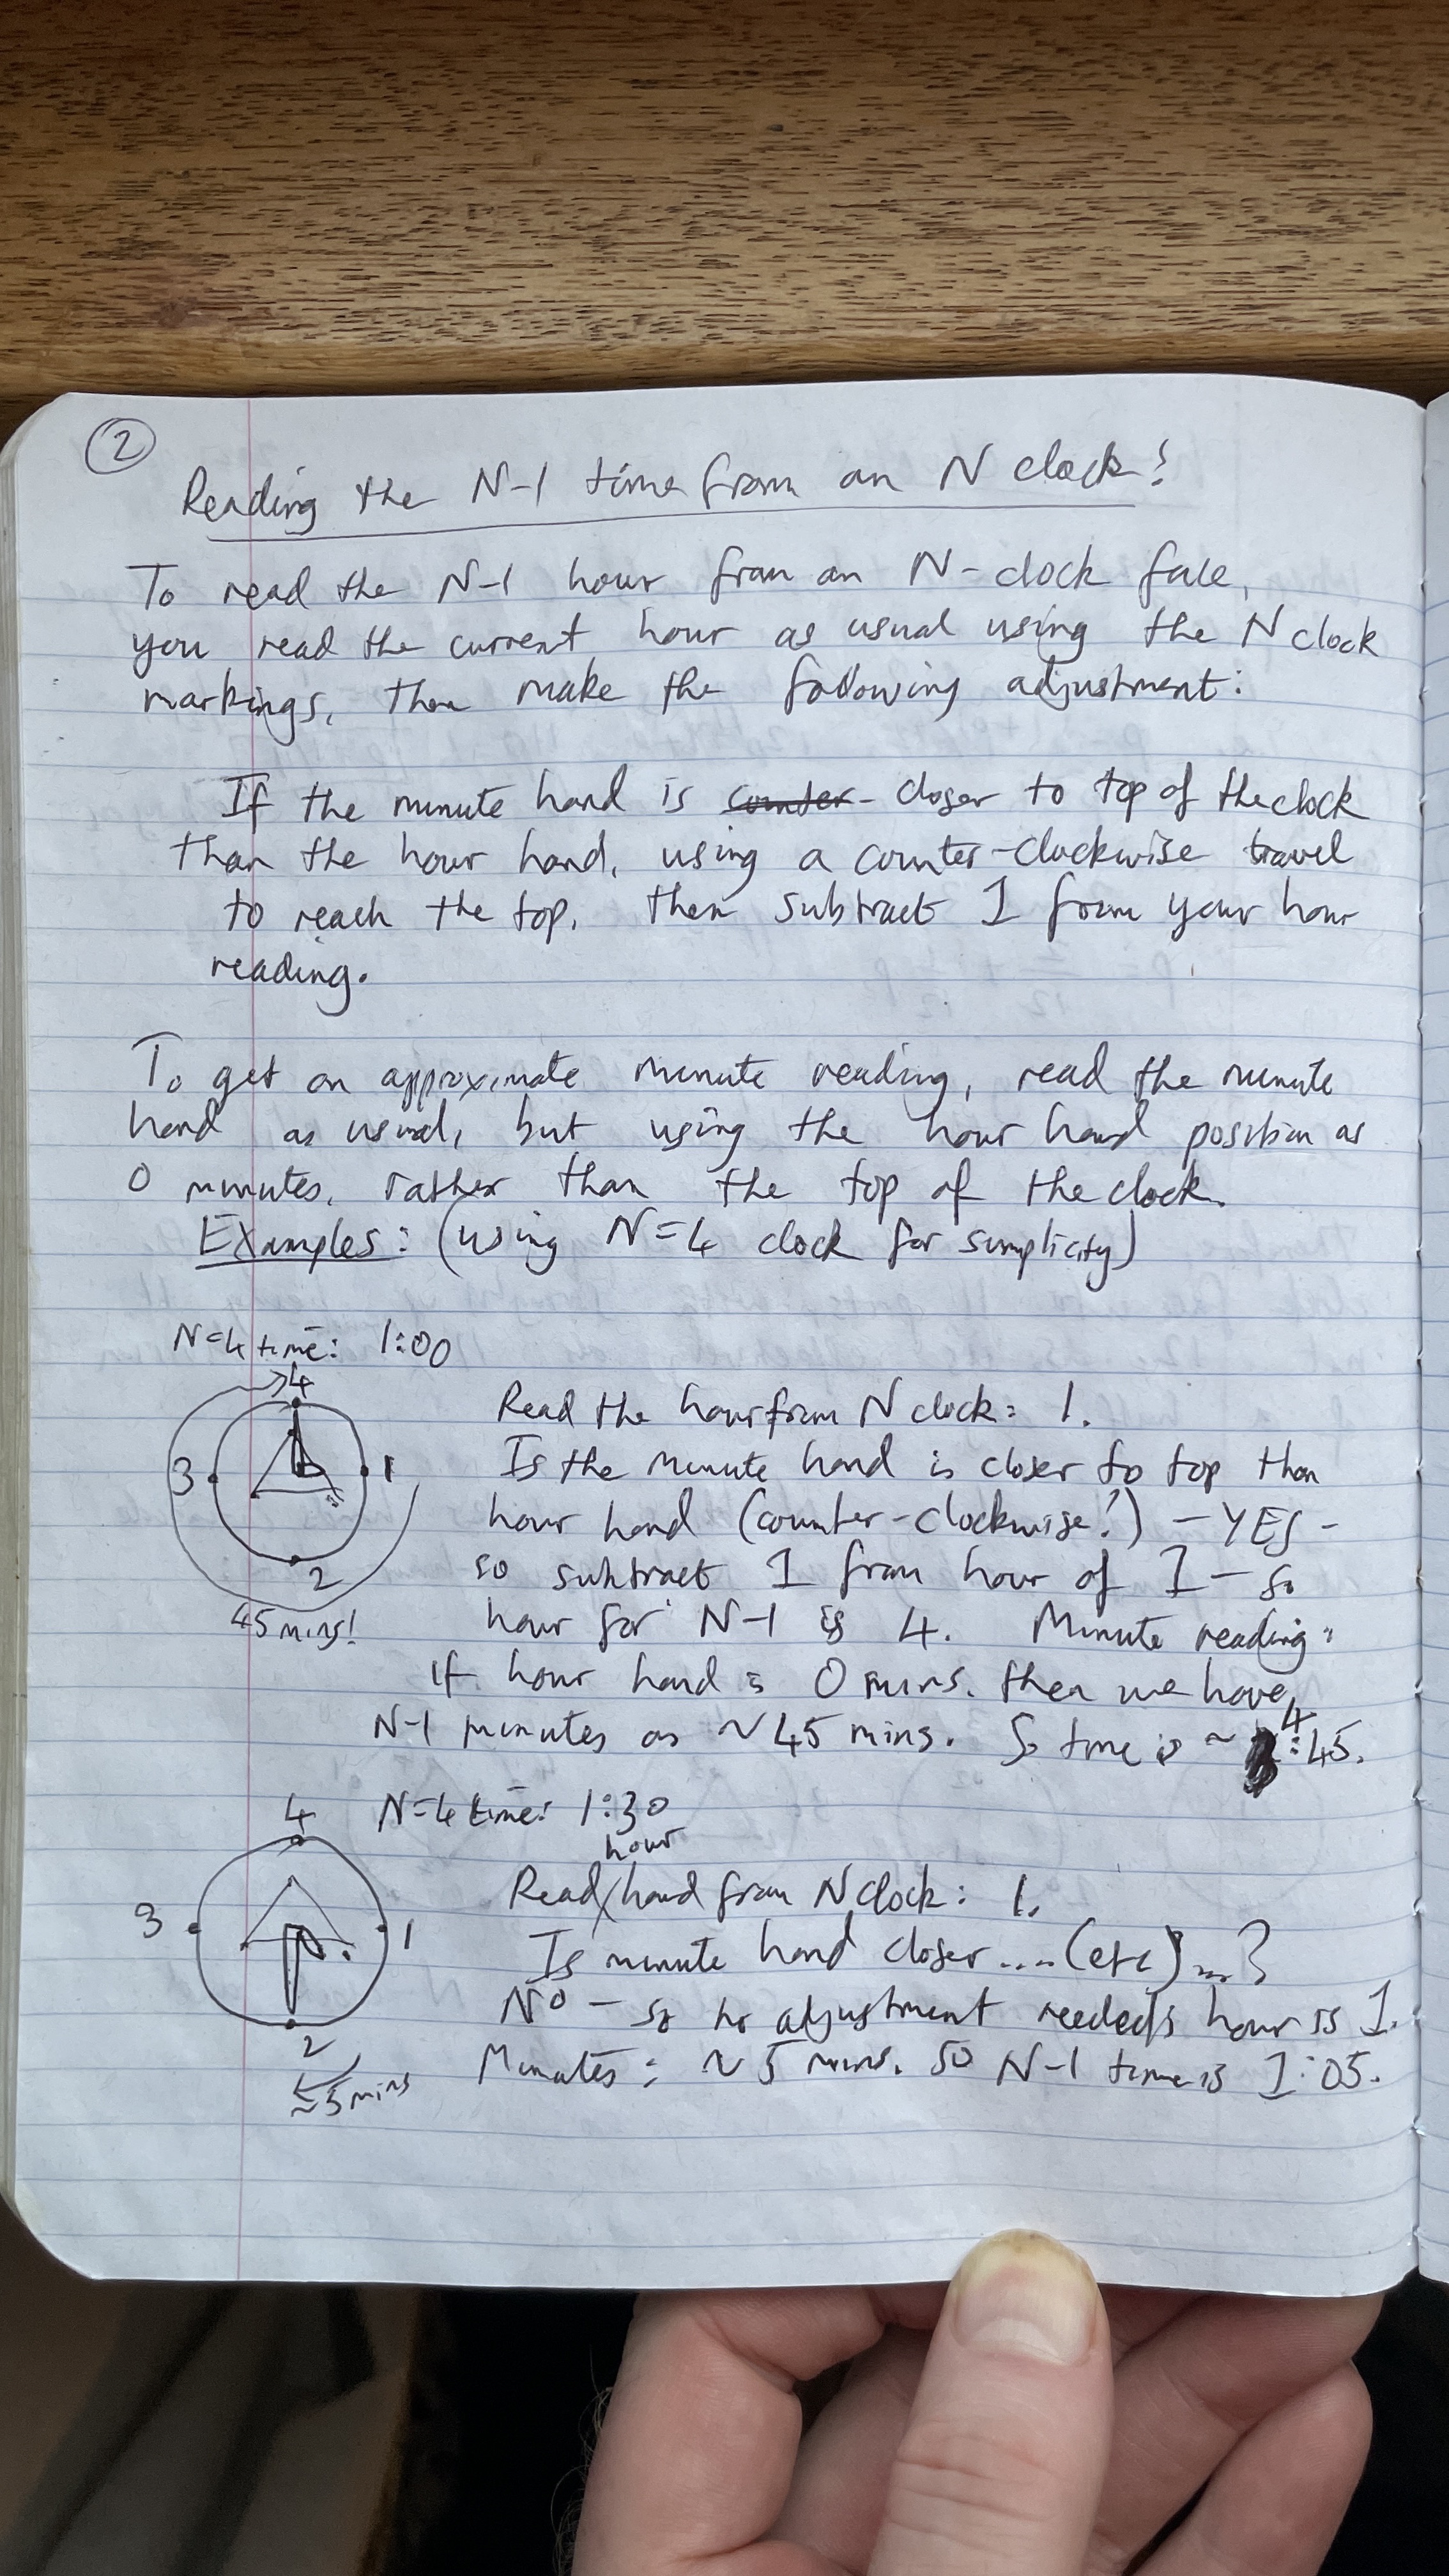 2
Reading the N-1 time from an N clock!
To read the N-1 hour from an N-clock face,
you read the current hour as usual using the N clock
markings, then make the following adjustment:
If the minute hand is counter- closer to top of the clock
than the hour hand, using a counter-clockwise travel
to reach the top, then subtract 1 from your hour
reading.
To get an approximate minute reading, read the minute
hand as usual, but using the hour hand position as
0 minutes, rather than the top of the clock.
Examples: (using N=4 clock for simplicity)
N=4 time: 1:00
4
3 1
2
45 mins!
Read the hour from N clock: 1.
Is the minute hand is closer to top than
hour hand (counter-clockwise!) - YES -
so subtract 1 from hour of 1 - so
hour for N-1 is 4. Minute reading:
if hour hand is 0 mins. then we have
N-1 minutes as ~45 mins. So time is ~ 4:45.
N=4 time: 1:30
4
3 1
2
≈5 mins
Read hour hand from N clock: 1.
Is minute hand closer .... (etc) ...?
NO - so no adjustment needed, hour is 1.
Minutes: ~5 mins. So N-1 time is 1:05.